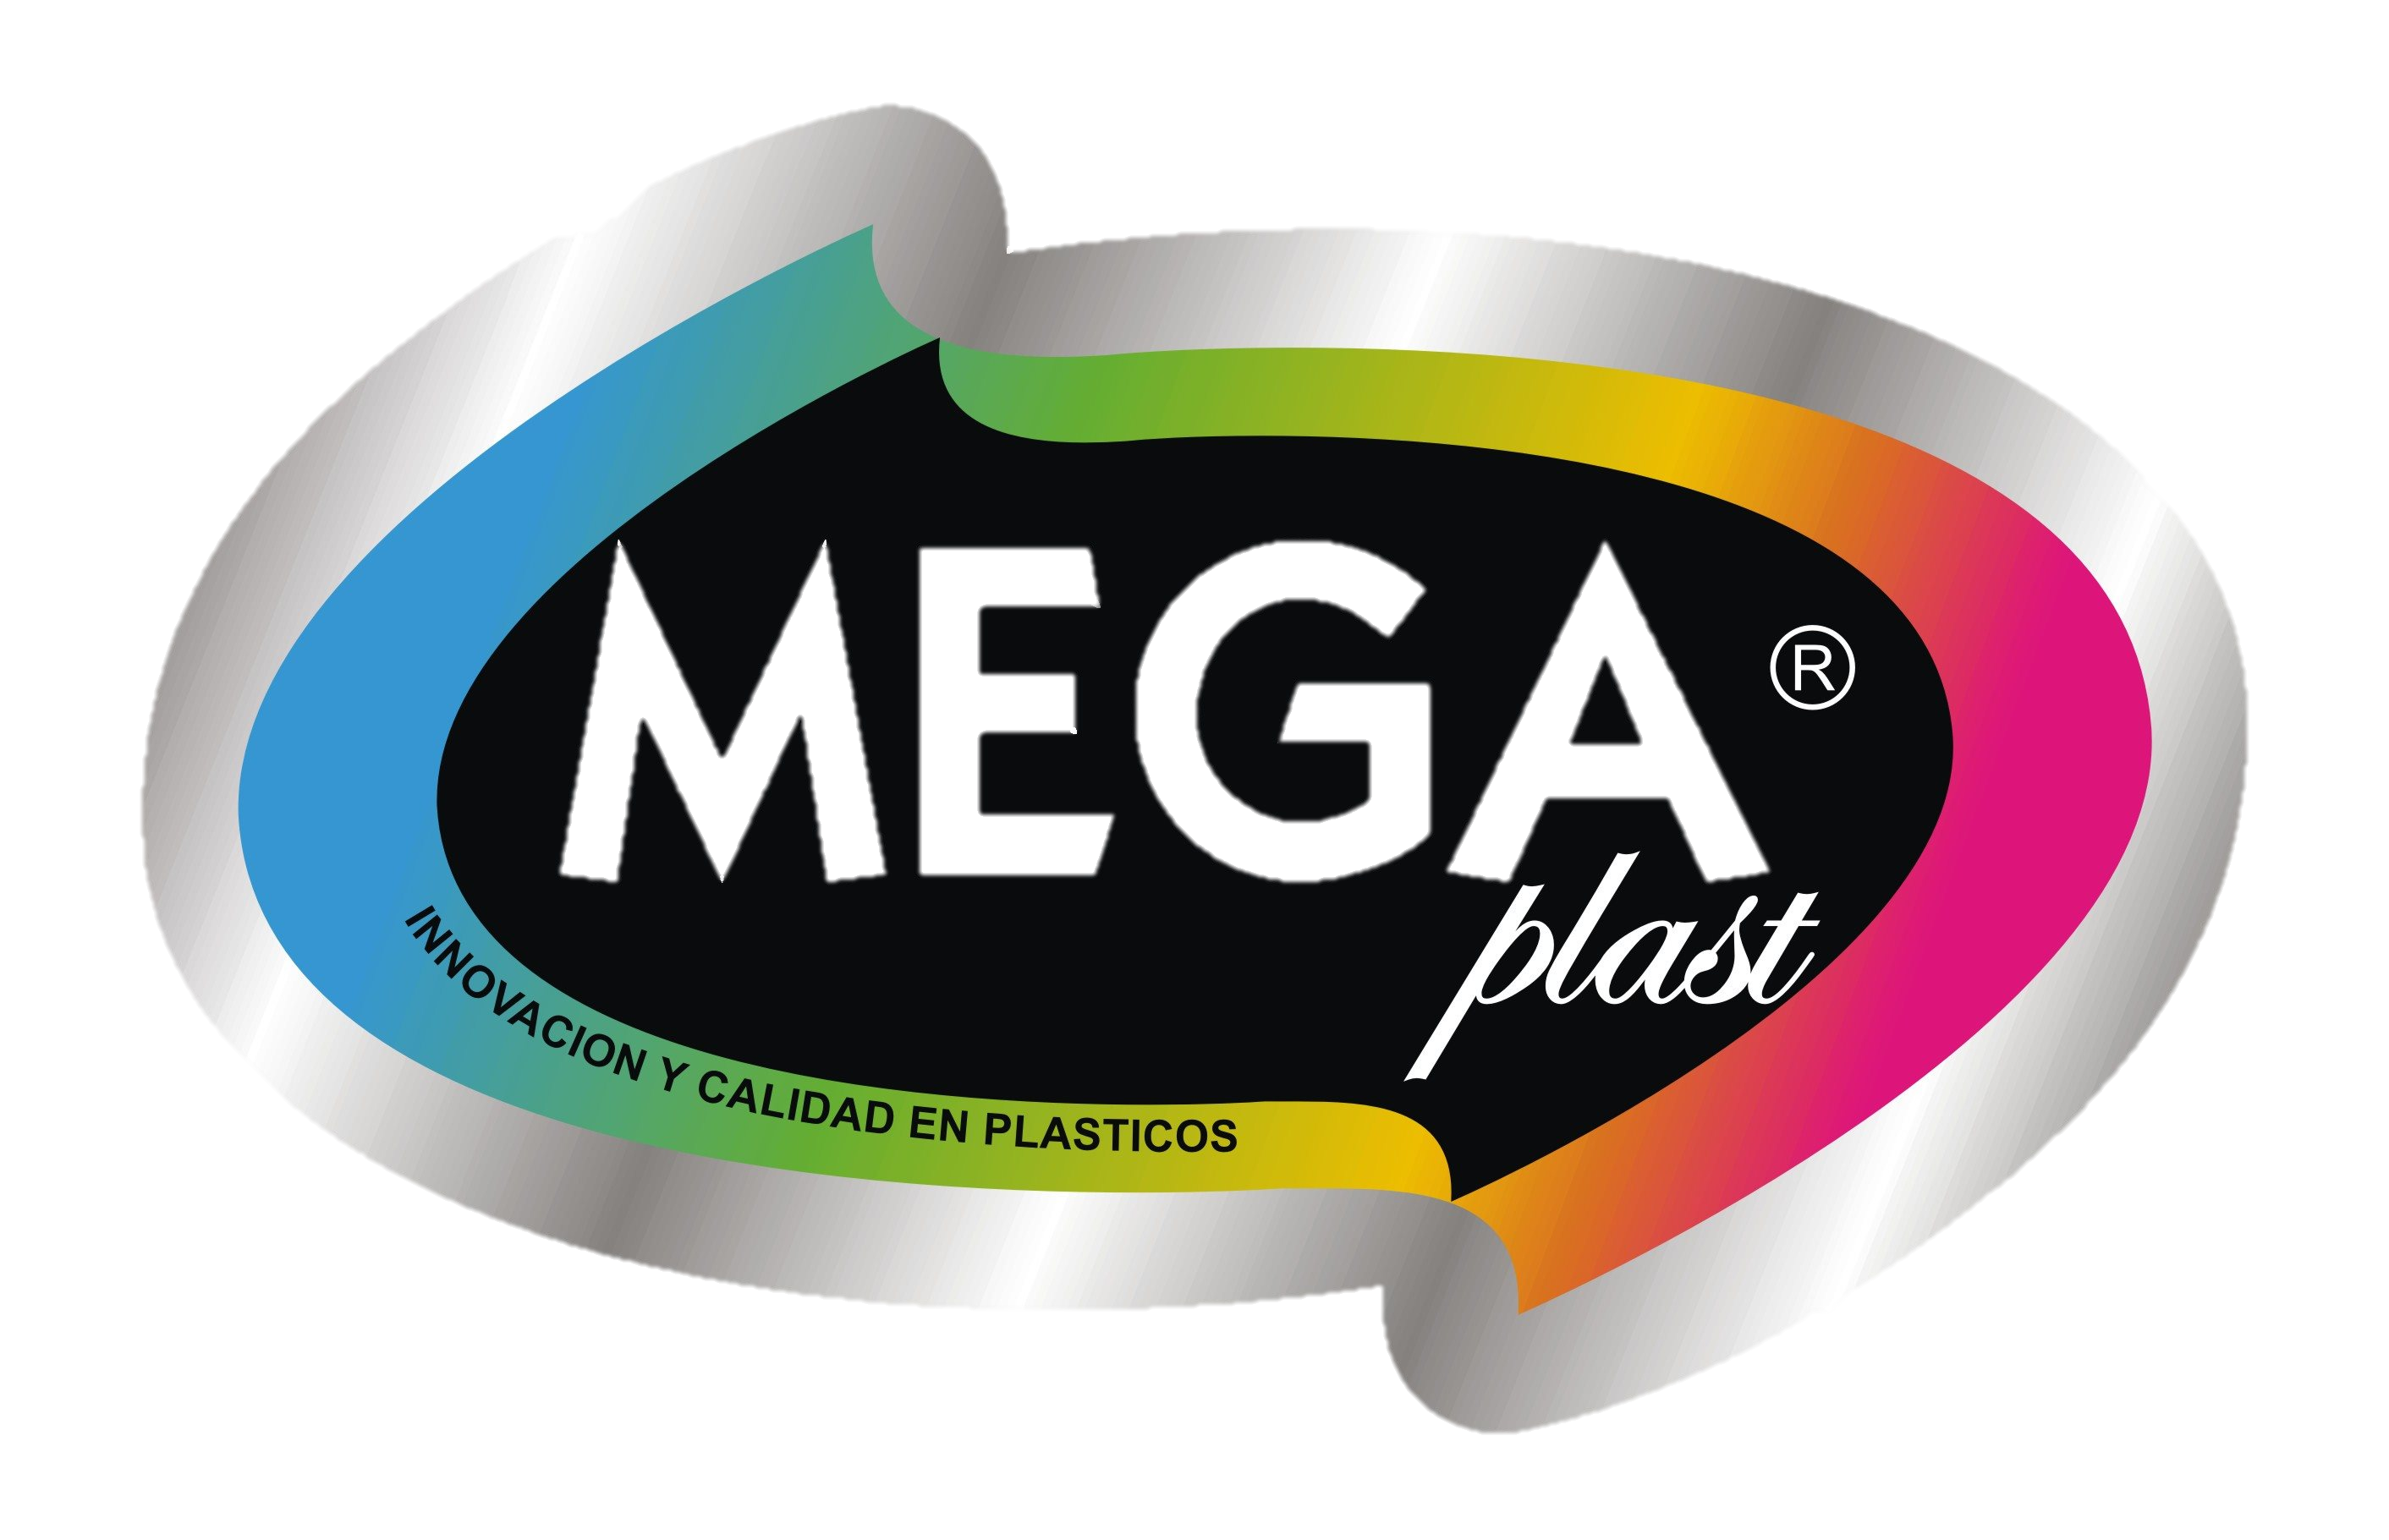 MEGA
®
plast
INNOVACION Y CALIDAD EN PLASTICOS